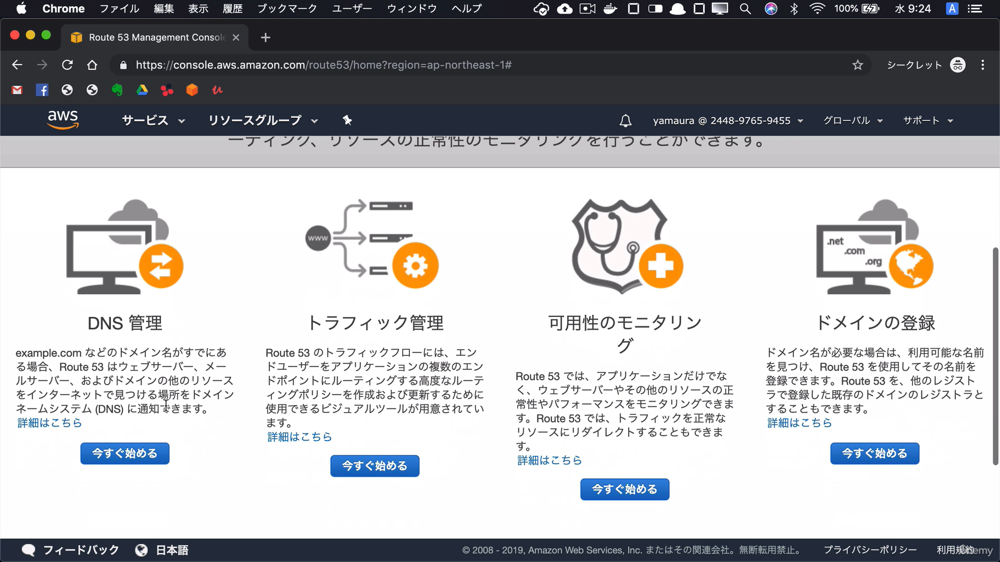 Chrome ファイル 編集 表示 履歴 ブックマーク ユーザー ウィンドウ ヘルプ 100% 水 9:24 A
Route 53 Management Consol
https://console.aws.amazon.com/route53/home?region=ap-northeast-1# シークレット
aws サービス リソースグループ yamaura @ 2448-9765-9455 グローバル サポート
ーティング、リソースの正常性のモニタリングを行うことができます。
DNS 管理
example.com などのドメイン名がすでにあ
る場合、Route 53 はウェブサーバー、メー
ルサーバー、およびドメインの他のリソース
をインターネットで見つける場所をドメイン
ネームシステム (DNS) に通知できます。
詳細はこちら
今すぐ始める
www
トラフィック管理
Route 53 のトラフィックフローには、エン
ドユーザーをアプリケーションの複数のエン
ドポイントにルーティングする高度なルーテ
ィングポリシーを作成および更新するために
使用できるビジュアルツールが用意されてい
ます。
詳細はこちら
今すぐ始める
可用性のモニタリン
グ
Route 53 では、アプリケーションだけでな
く、ウェブサーバーやその他のリソースの正
常性やパフォーマンスをモニタリングできま
す。Route 53 では、トラフィックを正常な
リソースにリダイレクトすることもできま
す。
詳細はこちら
今すぐ始める
.net
.com
.org
ドメインの登録
ドメイン名が必要な場合は、利用可能な名前
を見つけ、Route 53 を使用してその名前を
登録できます。Route 53 を、他のレジスト
ラで登録した既存のドメインのレジストラと
することもできます。
詳細はこちら
今すぐ始める
フィードバック 日本語 © 2008 - 2019, Amazon Web Services, Inc. またはその関連会社。無断転用禁止。 プライバシーポリシー 利用規約